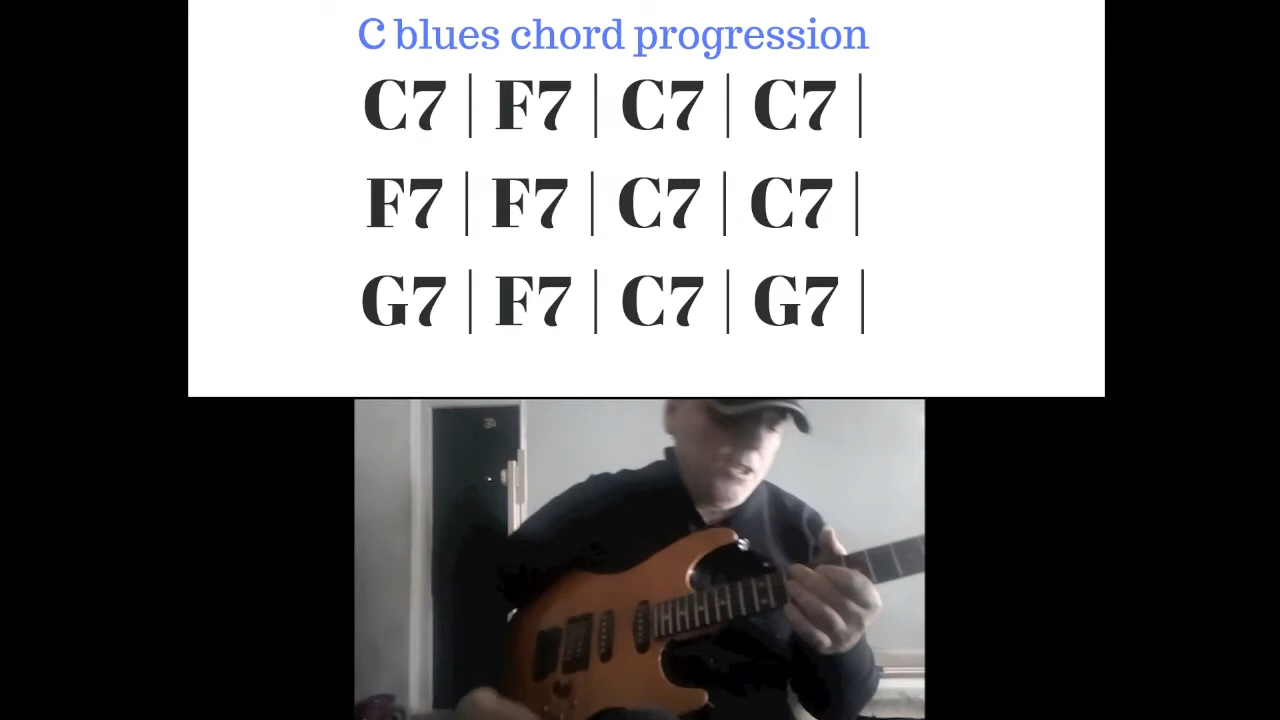 C blues chord progression
C7 | F7 | C7 | C7 |
F7 | F7 | C7 | C7 |
G7 | F7 | C7 | G7 |